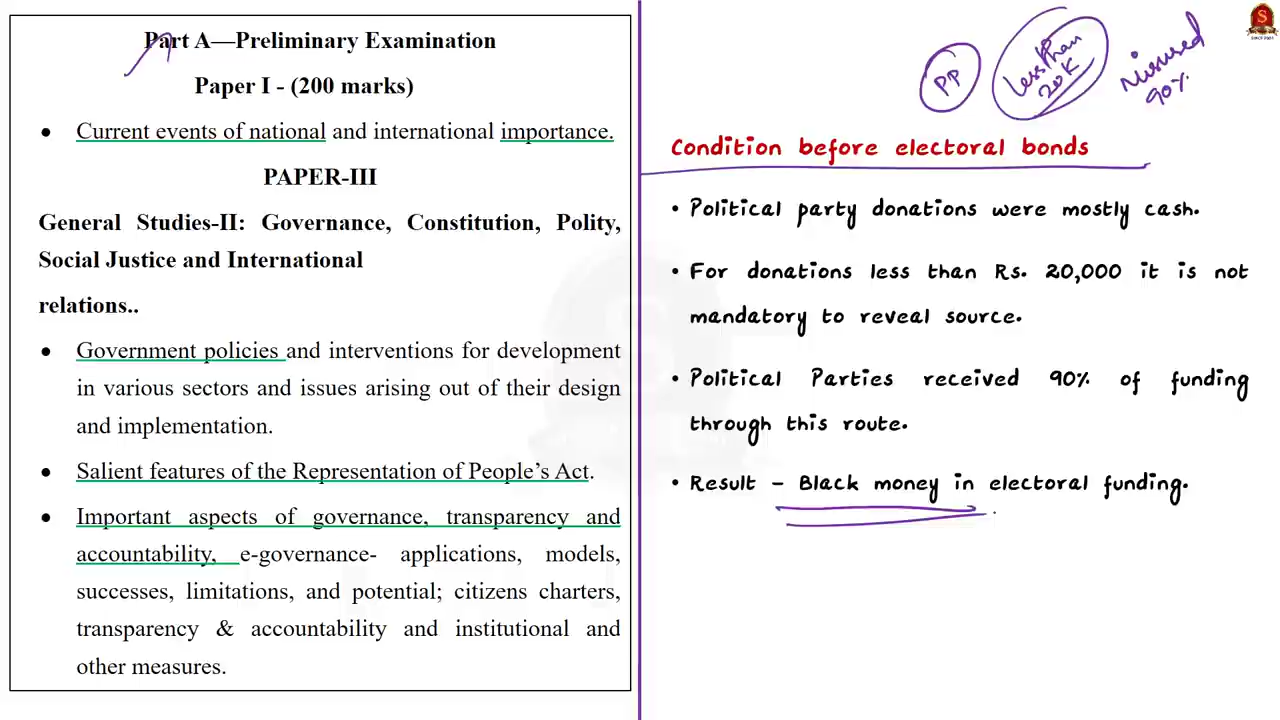 Part A—Preliminary Examination
Paper I - (200 marks)
● Current events of national and international importance.
PAPER-III
General Studies-II: Governance, Constitution, Polity,
Social Justice and International
relations..
● Government policies and interventions for development
in various sectors and issues arising out of their design
and implementation.
● Salient features of the Representation of People's Act.
● Important aspects of governance, transparency and
accountability, e-governance- applications, models,
successes, limitations, and potential; citizens charters,
transparency & accountability and institutional and
other measures.
PP
Less than
20K
Misused
90%
S
Condition before electoral bonds
• Political party donations were mostly cash.
• For donations less than Rs. 20,000 it is not
mandatory to reveal source.
• Political Parties received 90% of funding
through this route.
• Result - Black money in electoral funding.